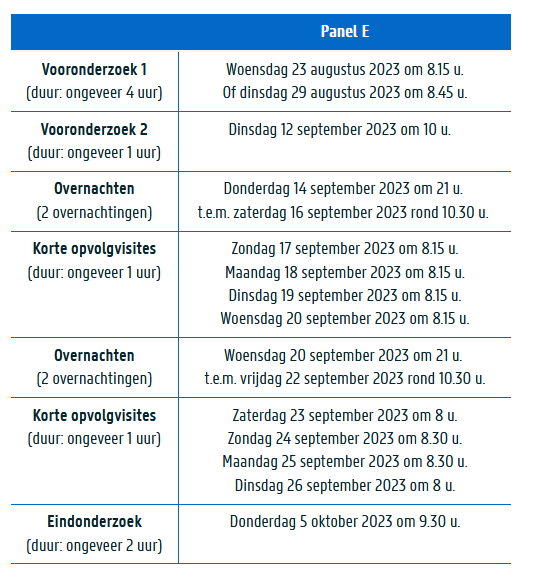 Panel E
Vooronderzoek 1
(duur: ongeveer 4 uur)
Woensdag 23 augustus 2023 om 8.15 u.
Of dinsdag 29 augustus 2023 om 8.45 u.
Vooronderzoek 2
(duur: ongeveer 1 uur)
Dinsdag 12 september 2023 om 10 u.
Overnachten
(2 overnachtingen)
Donderdag 14 september 2023 om 21 u.
t.e.m. zaterdag 16 september 2023 rond 10.30 u.
Korte opvolgvisites
(duur: ongeveer 1 uur)
Zondag 17 september 2023 om 8.15 u.
Maandag 18 september 2023 om 8.15 u.
Dinsdag 19 september 2023 om 8.15 u.
Woensdag 20 september 2023 om 8.15 u.
Overnachten
(2 overnachtingen)
Woensdag 20 september 2023 om 21 u.
t.e.m. vrijdag 22 september 2023 rond 10.30 u.
Korte opvolgvisites
(duur: ongeveer 1 uur)
Zaterdag 23 september 2023 om 8 u.
Zondag 24 september 2023 om 8.30 u.
Maandag 25 september 2023 om 8.30 u.
Dinsdag 26 september 2023 om 8 u.
Eindonderzoek
(duur: ongeveer 2 uur)
Donderdag 5 oktober 2023 om 9.30 u.